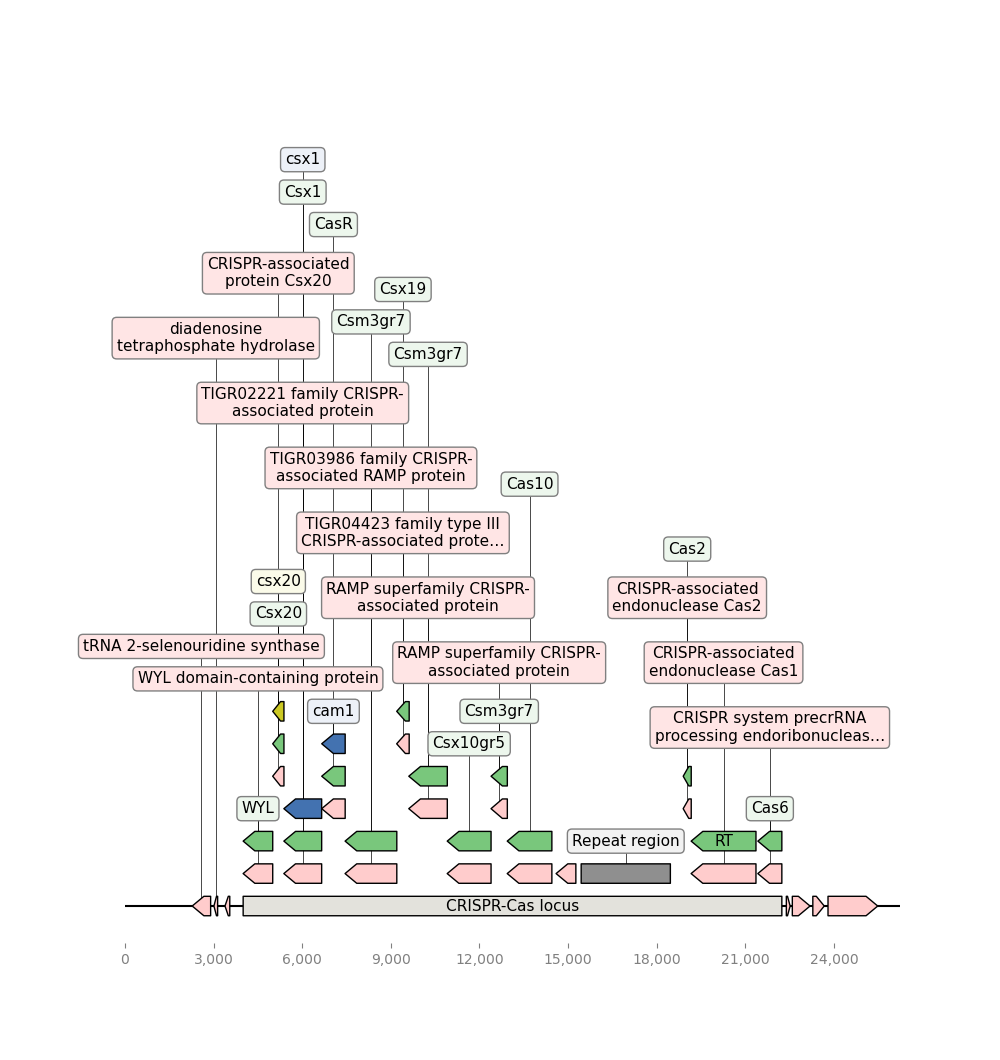 csx1
Csx1
CasR
CRISPR-associated
protein Csx20
Csx19
Csm3gr7
diadenosine
tetraphosphate hydrolase
Csm3gr7
TIGR02221 family CRISPR-
associated protein
TIGR03986 family CRISPR-
associated RAMP protein
Cas10
TIGR04423 family type III
CRISPR-associated prote…
Cas2
csx20
RAMP superfamily CRISPR-
associated protein
CRISPR-associated
endonuclease Cas2
Csx20
tRNA 2-selenouridine synthase
RAMP superfamily CRISPR-
associated protein
CRISPR-associated
endonuclease Cas1
WYL domain-containing protein
cam1
Csm3gr7
CRISPR system precrRNA
processing endoribonucleas…
Csx10gr5
WYL
Cas6
Repeat region
RT
CRISPR-Cas locus
0
3,000
6,000
9,000
12,000
15,000
18,000
21,000
24,000